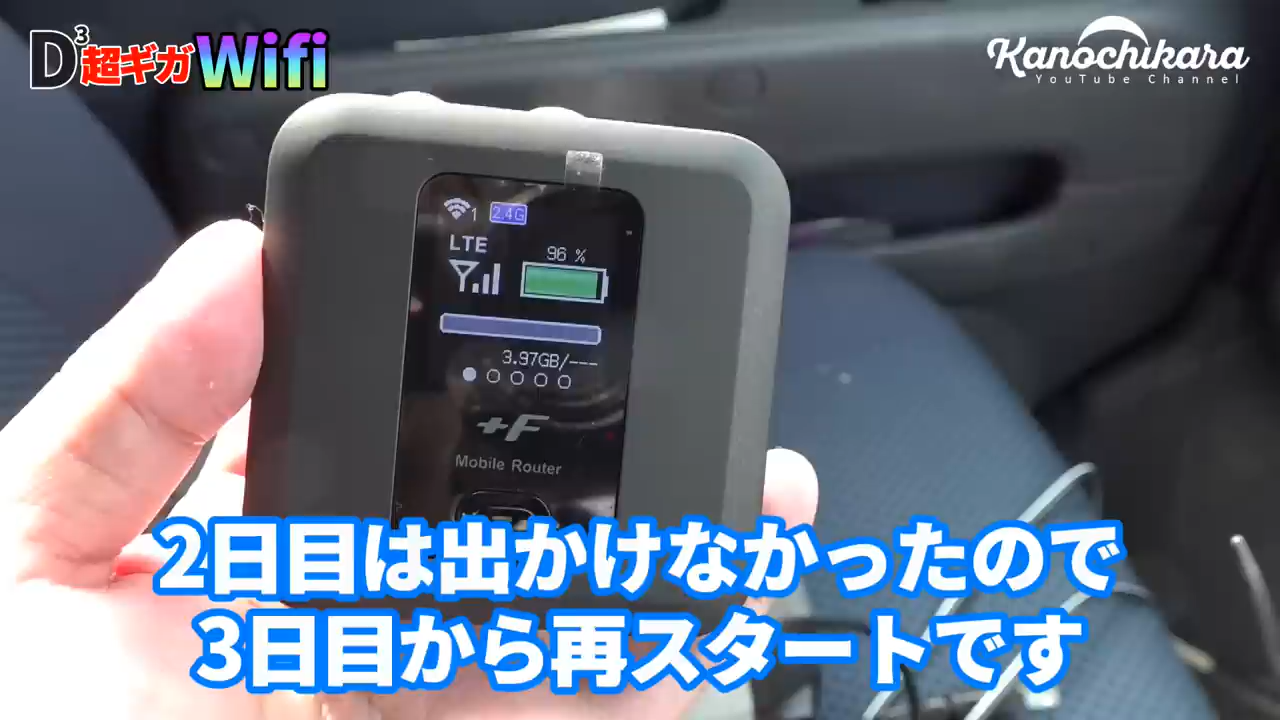 D³超ギガWifi
Kanochikara
YouTube Channel
1 2.4G
LTE
96 %
3.97GB/---
+F
Mobile Router
2日目は出かけなかったので
3日目から再スタートです